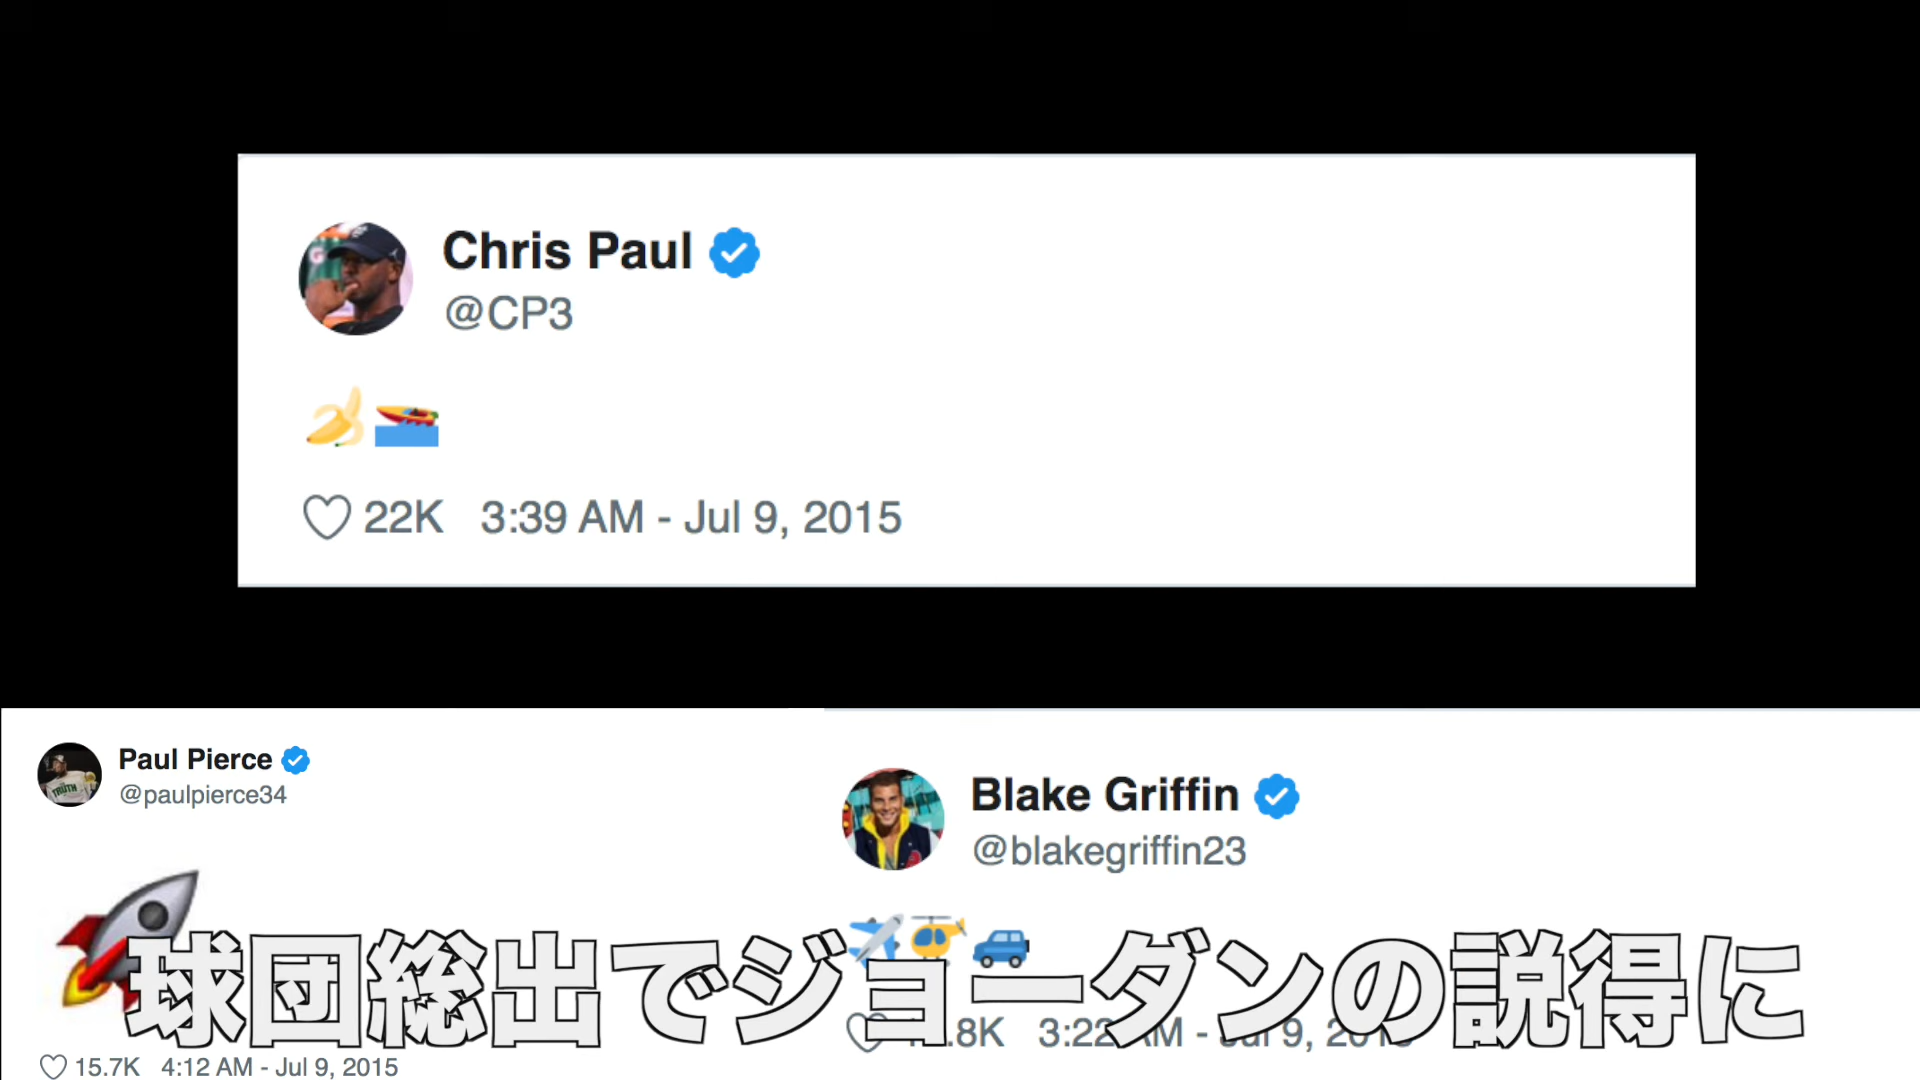 Chris Paul
@CP3
22K 3:39 AM - Jul 9, 2015
Paul Pierce
@paulpierce34
Blake Griffin
@blakegriffin23
球団総出でジョーダンの説得に
15.7K 4:12 AM - Jul 9, 2015